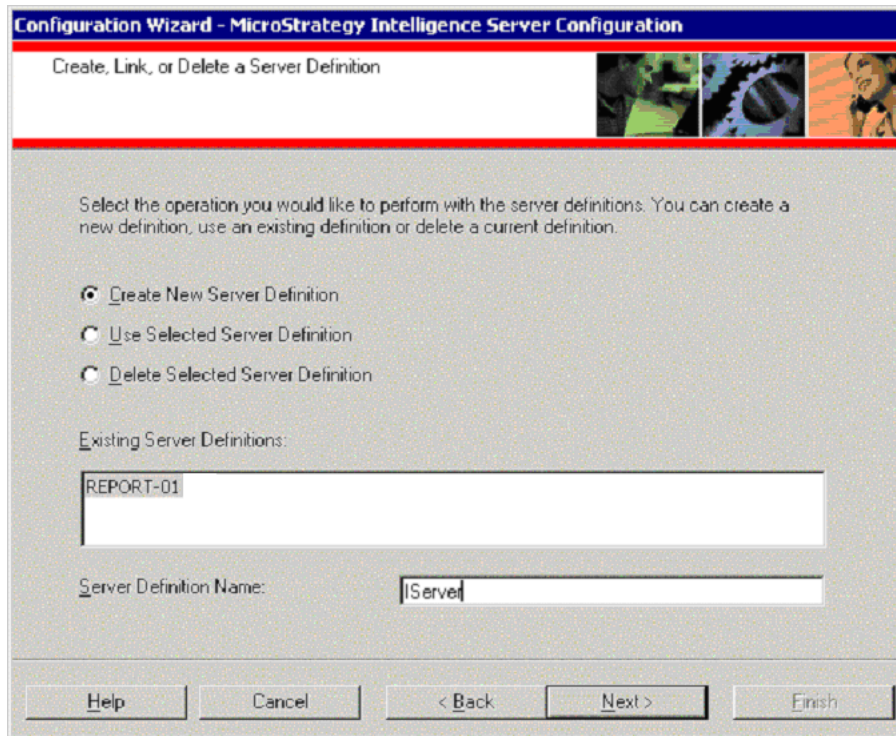 Configuration Wizard - MicroStrategy Intelligence Server Configuration
Create, Link, or Delete a Server Definition
Select the operation you would like to perform with the server definitions. You can create a
new definition, use an existing definition or delete a current definition.
Create New Server Definition
Use Selected Server Definition
Delete Selected Server Definition
Existing Server Definitions:
REPORT-01
Server Definition Name: IServer
Help Cancel < Back Next > Finish